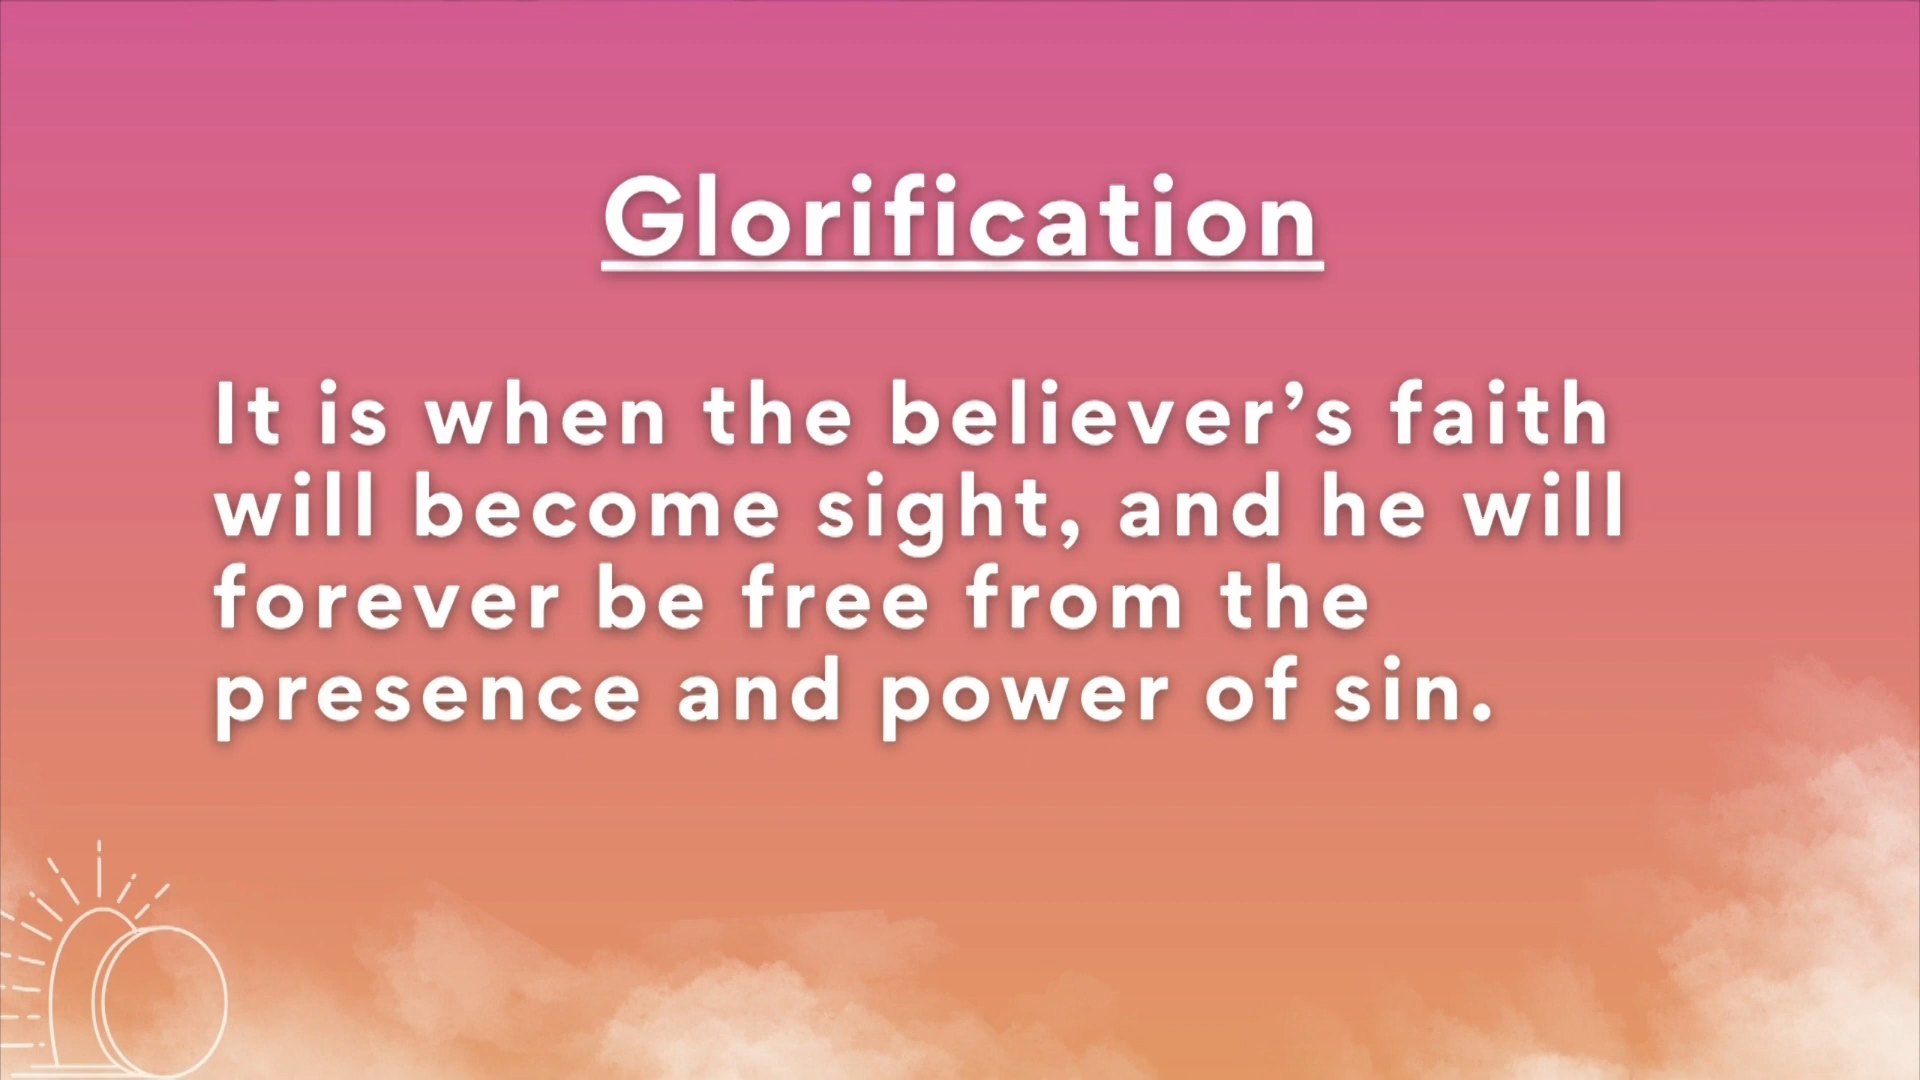 Glorification
It is when the believer’s faith
will become sight, and he will
forever be free from the
presence and power of sin.